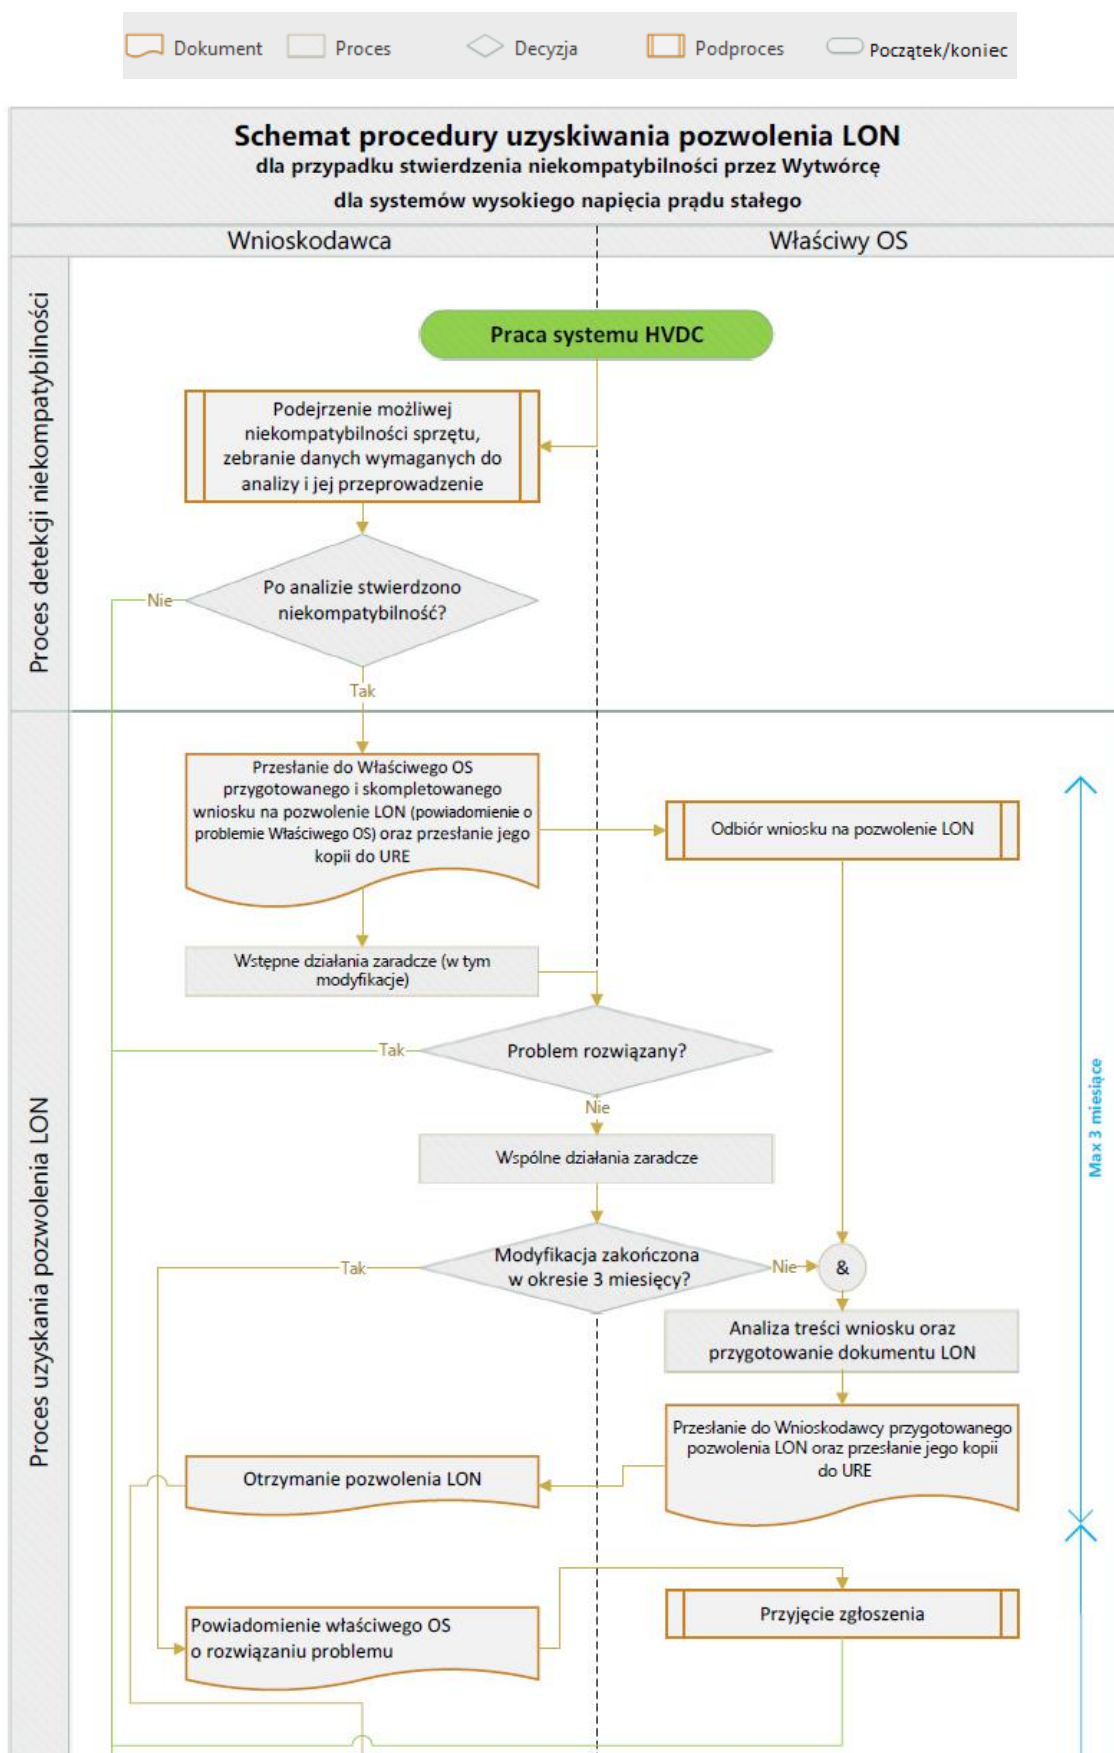 Dokument
Proces
Decyzja
Podproces
Początek/koniec
Schemat procedury uzyskiwania pozwolenia LON
dla przypadku stwierdzenia niekompatybilności przez Wytwórcę
dla systemów wysokiego napięcia prądu stałego
Wnioskodawca
Właściwy OS
Proces detekcji niekompatybilności
Praca systemu HVDC
Podejrzenie możliwej
niekompatybilności sprzętu,
zebranie danych wymaganych do
analizy i jej przeprowadzenie
Po analizie stwierdzono
niekompatybilność?
Nie
Tak
Proces uzyskania pozwolenia LON
Przesłanie do Właściwego OS
przygotowanego i skompletowanego
wniosku na pozwolenie LON (powiadomienie o
problemie Właściwego OS) oraz przesłanie jego
kopii do URE
Odbiór wniosku na pozwolenie LON
Wstępne działania zaradcze (w tym
modyfikacje)
Problem rozwiązany?
Tak
Nie
Max 3 miesiące
Wspólne działania zaradcze
Modyfikacja zakończona
w okresie 3 miesięcy?
Tak
Nie
&
Analiza treści wniosku oraz
przygotowanie dokumentu LON
Przesłanie do Wnioskodawcy przygotowanego
pozwolenia LON oraz przesłanie jego kopii
do URE
Otrzymanie pozwolenia LON
Powiadomienie właściwego OS
o rozwiązaniu problemu
Przyjęcie zgłoszenia